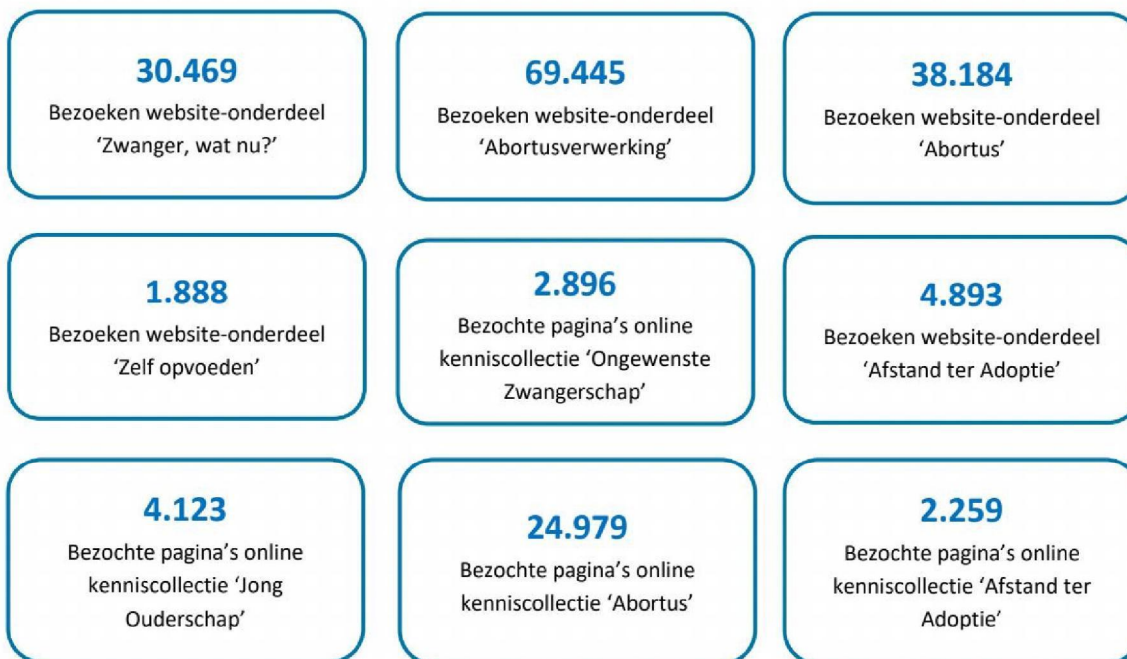 30.469
Bezoeken website-onderdeel
‘Zwanger, wat nu?’
69.445
Bezoeken website-onderdeel
‘Abortusverwerking’
38.184
Bezoeken website-onderdeel
‘Abortus’
1.888
Bezoeken website-onderdeel
‘Zelf opvoeden’
2.896
Bezochte pagina’s online
kenniscollectie ‘Ongewenste
Zwangerschap’
4.893
Bezoeken website-onderdeel
‘Afstand ter Adoptie’
4.123
Bezochte pagina’s online
kenniscollectie ‘Jong
Ouderschap’
24.979
Bezochte pagina’s online
kenniscollectie ‘Abortus’
2.259
Bezochte pagina’s online
kenniscollectie ‘Afstand ter
Adoptie’